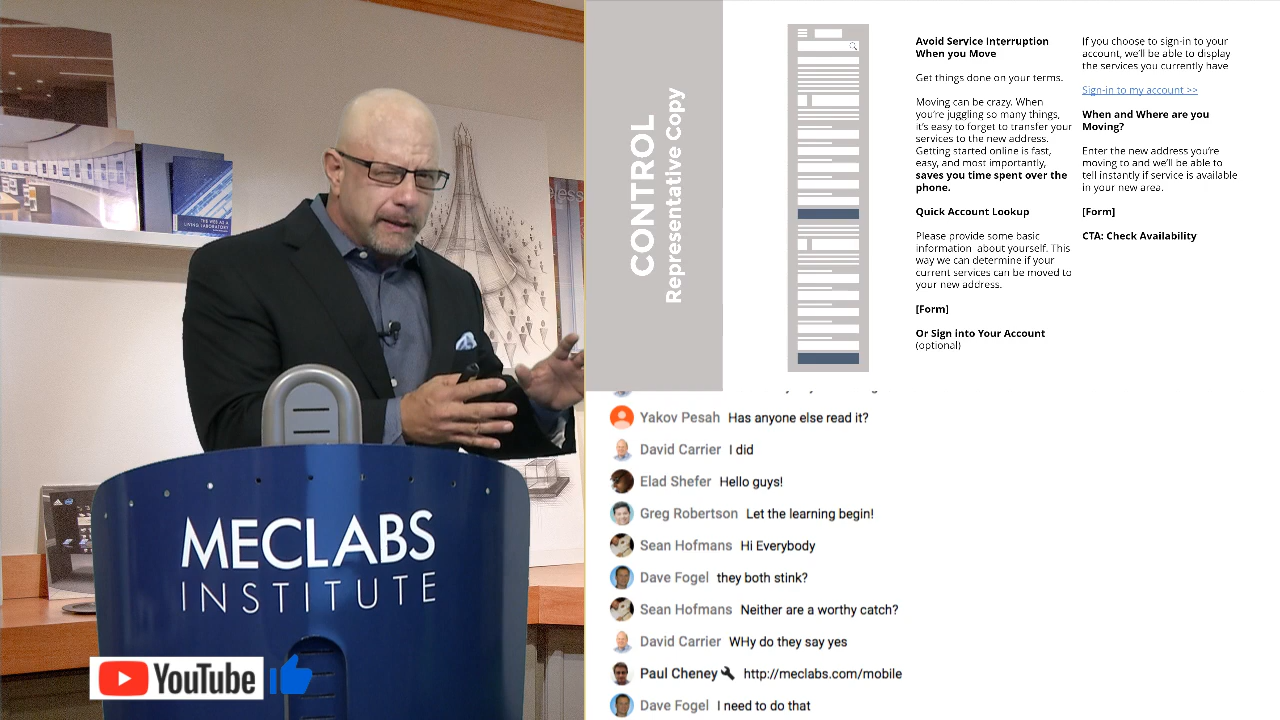 THE WEB AS A
LIVING LABORATORY
MECLABS
INSTITUTE
YouTube
CONTROL
Representative Copy
Avoid Service Interruption
When you Move
Get things done on your terms.
Moving can be crazy. When
you're juggling so many things,
it's easy to forget to transfer your
services to the new address.
Getting started online is fast,
easy, and most importantly,
saves you time spent over the
phone.
Quick Account Lookup
Please provide some basic
information about yourself. This
way we can determine if your
current services can be moved to
your new address.
[Form]
Or Sign into Your Account
(optional)
If you choose to sign-in to your
account, we'll be able to display
the services you currently have
Sign-in to my account >>
When and Where are you
Moving?
Enter the new address you're
moving to and we'll be able to
tell instantly if service is available
in your new area.
[Form]
CTA: Check Availability
Yakov Pesah Has anyone else read it?
David Carrier I did
Elad Shefer Hello guys!
Greg Robertson Let the learning begin!
Sean Hofmans Hi Everybody
Dave Fogel they both stink?
Sean Hofmans Neither are a worthy catch?
David Carrier WHy do they say yes
Paul Cheney http://meclabs.com/mobile
Dave Fogel I need to do that